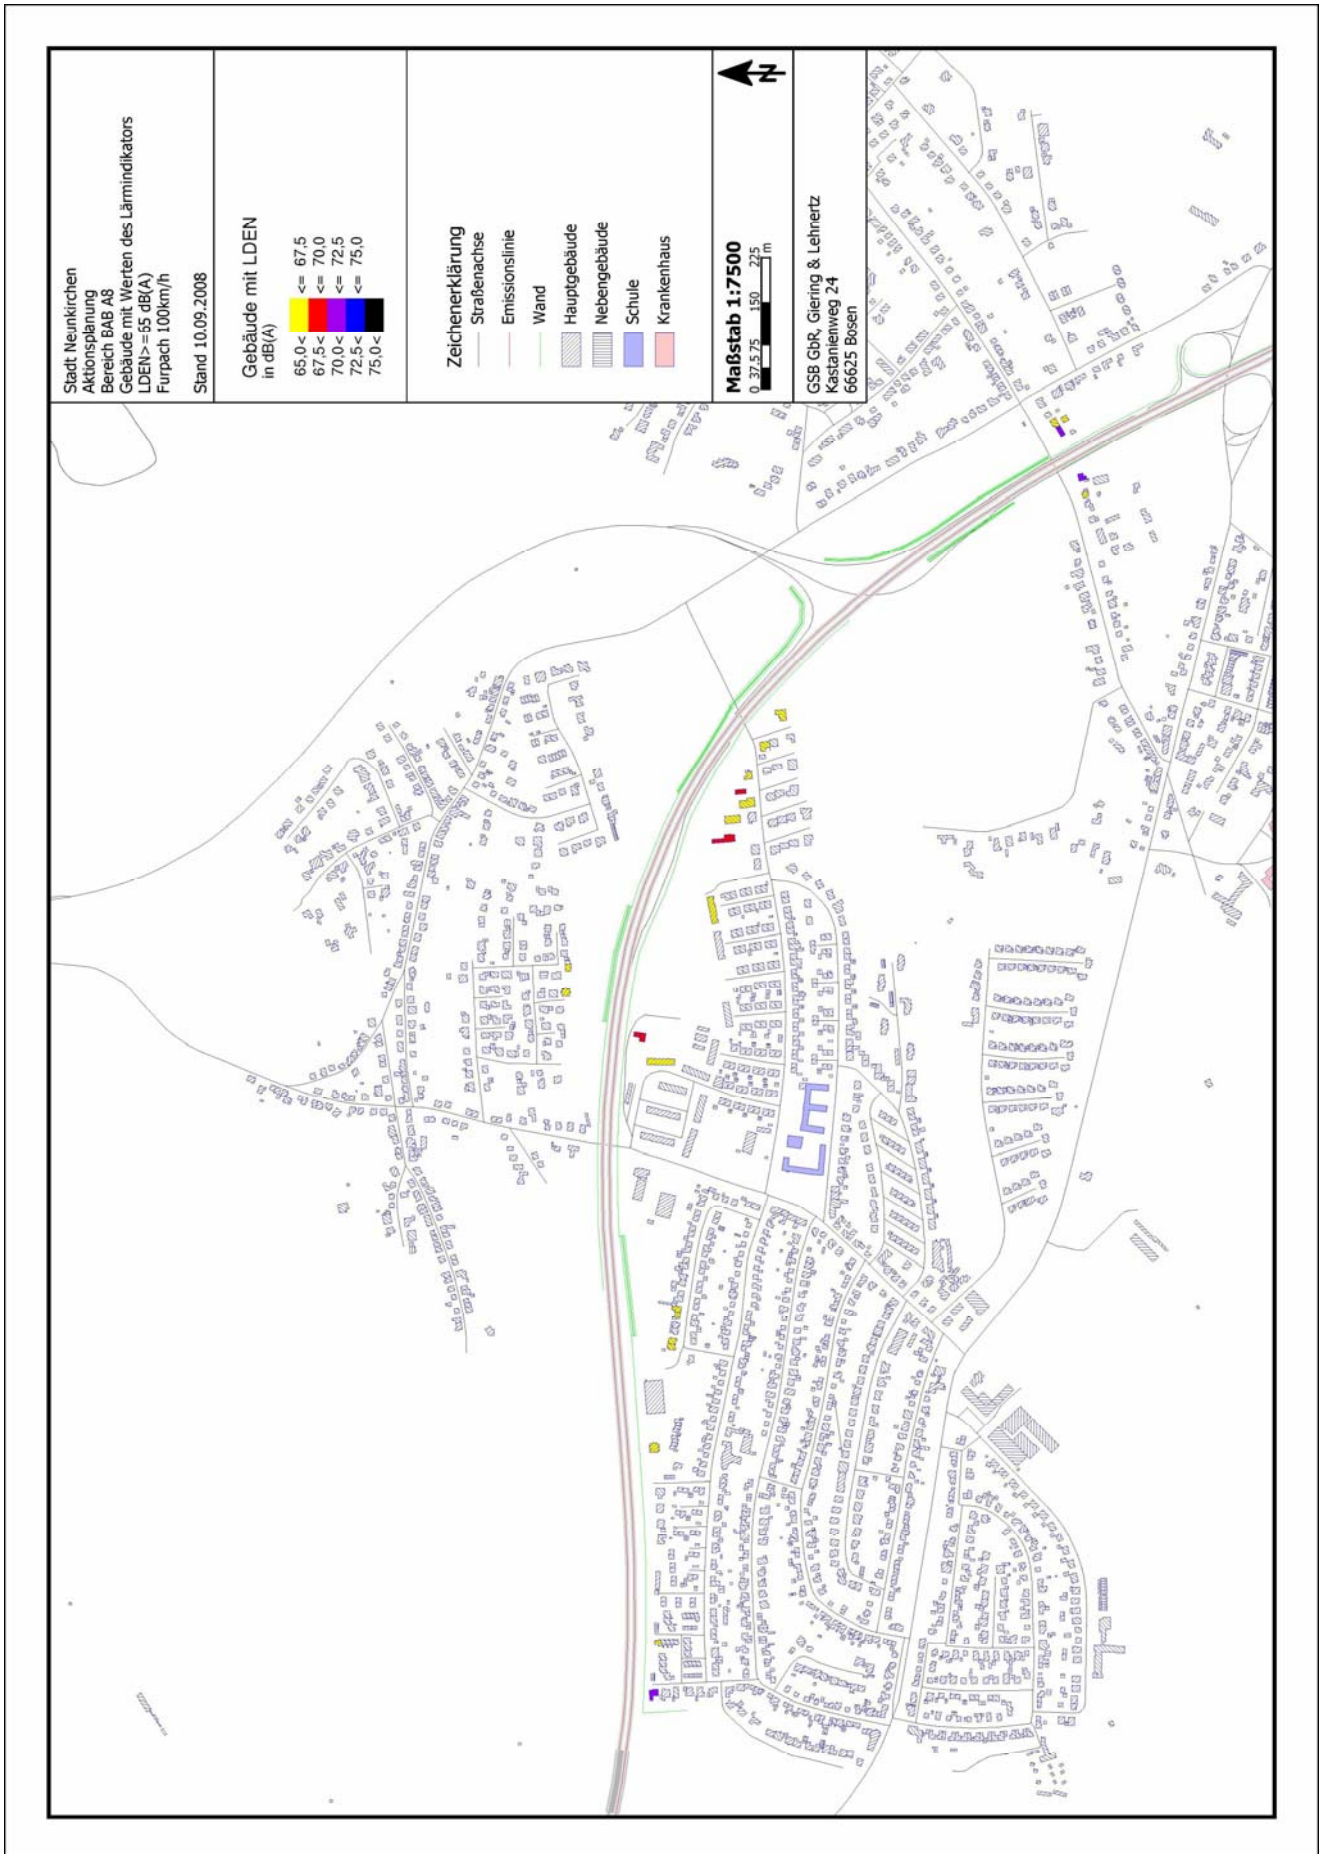 Stadt Neunkirchen
Aktionsplanung
Bereich BAB A8
Gebäude mit Werten des Lärmindikators
LDEN>=65 dB(A)
Furpach 100km/h
Stand 10.09.2008
Gebäude mit LDEN
in dB(A)
65,0 < <= 67,5
67,5 < <= 70,0
70,0 < <= 72,5
72,5 < <= 75,0
75,0 <
Zeichenerklärung
Straßenachse
Emissionslinie
Wand
Hauptgebäude
Nebengebäude
Schule
Krankenhaus
N
Maßstab 1:7500
0 37,5 75 150 225
m
GSB GbR, Giering & Lehnertz
Kastanienweg 24
66625 Bosen